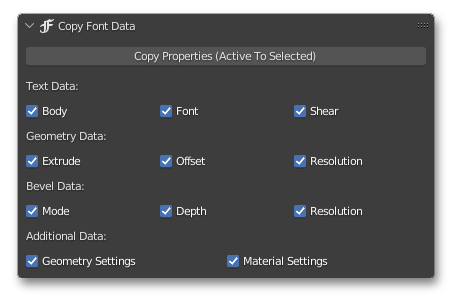 Copy Font Data
Copy Properties (Active To Selected)
Text Data:
Body Font Shear
Geometry Data:
Extrude Offset Resolution
Bevel Data:
Mode Depth Resolution
Additional Data:
Geometry Settings Material Settings